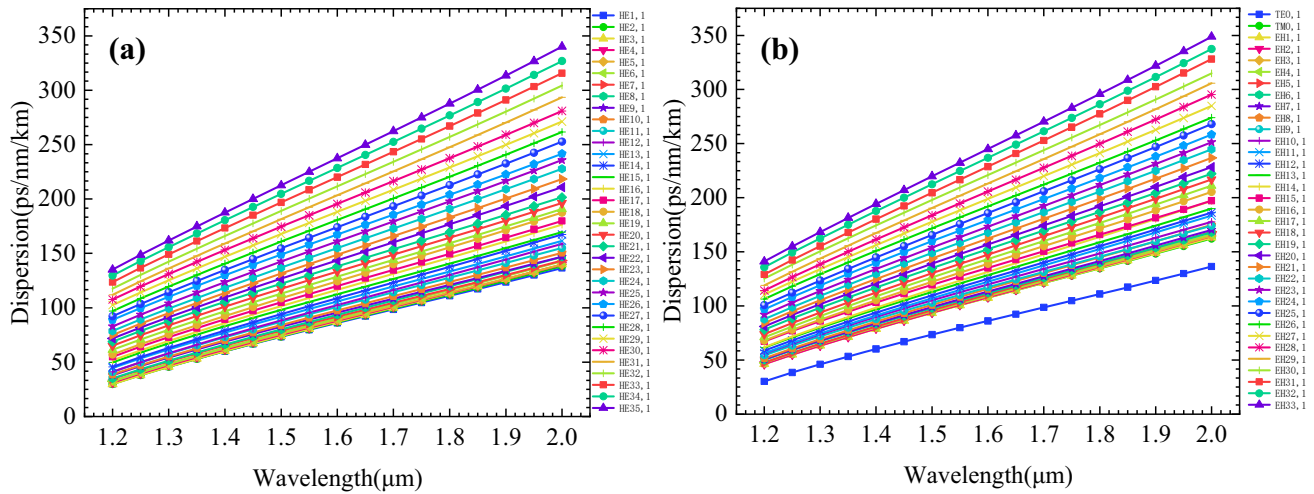 (a)
350
300
250
200
150
100
50
0
Dispersion(ps/nm/km)
1.2 1.3 1.4 1.5 1.6 1.7 1.8 1.9 2.0
Wavelength(μm)
HE1,1
HE2,1
HE3,1
HE4,1
HE5,1
HE6,1
HE7,1
HE8,1
HE9,1
HE10,1
HE11,1
HE12,1
HE13,1
HE14,1
HE15,1
HE16,1
HE17,1
HE18,1
HE19,1
HE20,1
HE21,1
HE22,1
HE23,1
HE24,1
HE25,1
HE26,1
HE27,1
HE28,1
HE29,1
HE30,1
HE31,1
HE32,1
HE33,1
HE34,1
HE35,1
(b)
350
300
250
200
150
100
50
0
Dispersion(ps/nm/km)
1.2 1.3 1.4 1.5 1.6 1.7 1.8 1.9 2.0
Wavelength(μm)
TE0,1
TM0,1
EH1,1
EH2,1
EH3,1
EH4,1
EH5,1
EH6,1
EH7,1
EH8,1
EH9,1
EH10,1
EH11,1
EH12,1
EH13,1
EH14,1
EH15,1
EH16,1
EH17,1
EH18,1
EH19,1
EH20,1
EH21,1
EH22,1
EH23,1
EH24,1
EH25,1
EH26,1
EH27,1
EH28,1
EH29,1
EH30,1
EH31,1
EH32,1
EH33,1